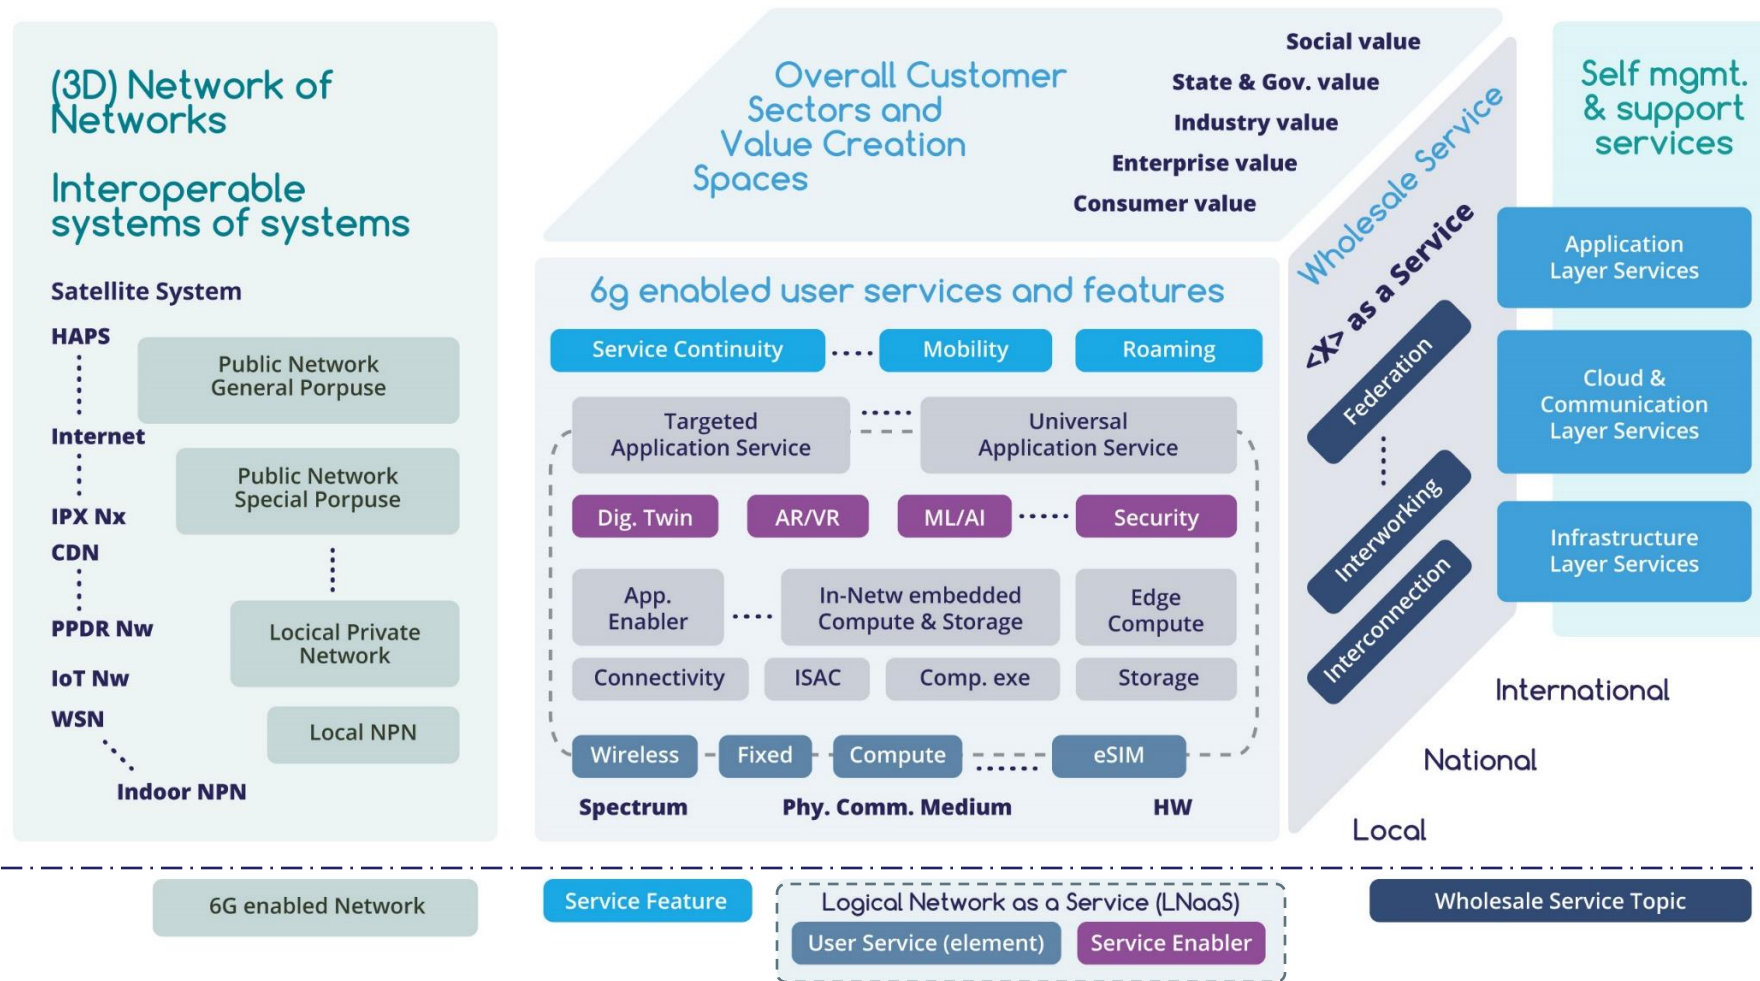 (3D) Network of
Networks
Interoperable
systems of systems
Satellite System
HAPS
Internet
IPX Nx
CDN
PPDR Nw
IoT Nw
WSN
Indoor NPN
Public Network
General Porpuse
Public Network
Special Porpuse
Locical Private
Network
Local NPN
Overall Customer
Sectors and
Value Creation
Spaces
Social value
State & Gov. value
Industry value
Enterprise value
Consumer value
6g enabled user services and features
Service Continuity
Mobility
Roaming
Targeted
Application Service
Universal
Application Service
Dig. Twin
AR/VR
ML/AI
Security
App.
Enabler
In-Netw embedded
Compute & Storage
Edge
Compute
Connectivity
ISAC
Comp. exe
Storage
Wireless
Fixed
Compute
eSIM
Spectrum
Phy. Comm. Medium
HW
Wholesale Service
<X> as a Service
Federation
Interworking
Interconnection
Self mgmt.
& support
services
Application
Layer Services
Cloud &
Communication
Layer Services
Infrastructure
Layer Services
International
National
Local
6G enabled Network
Service Feature
Logical Network as a Service (LNaaS)
User Service (element)
Service Enabler
Wholesale Service Topic